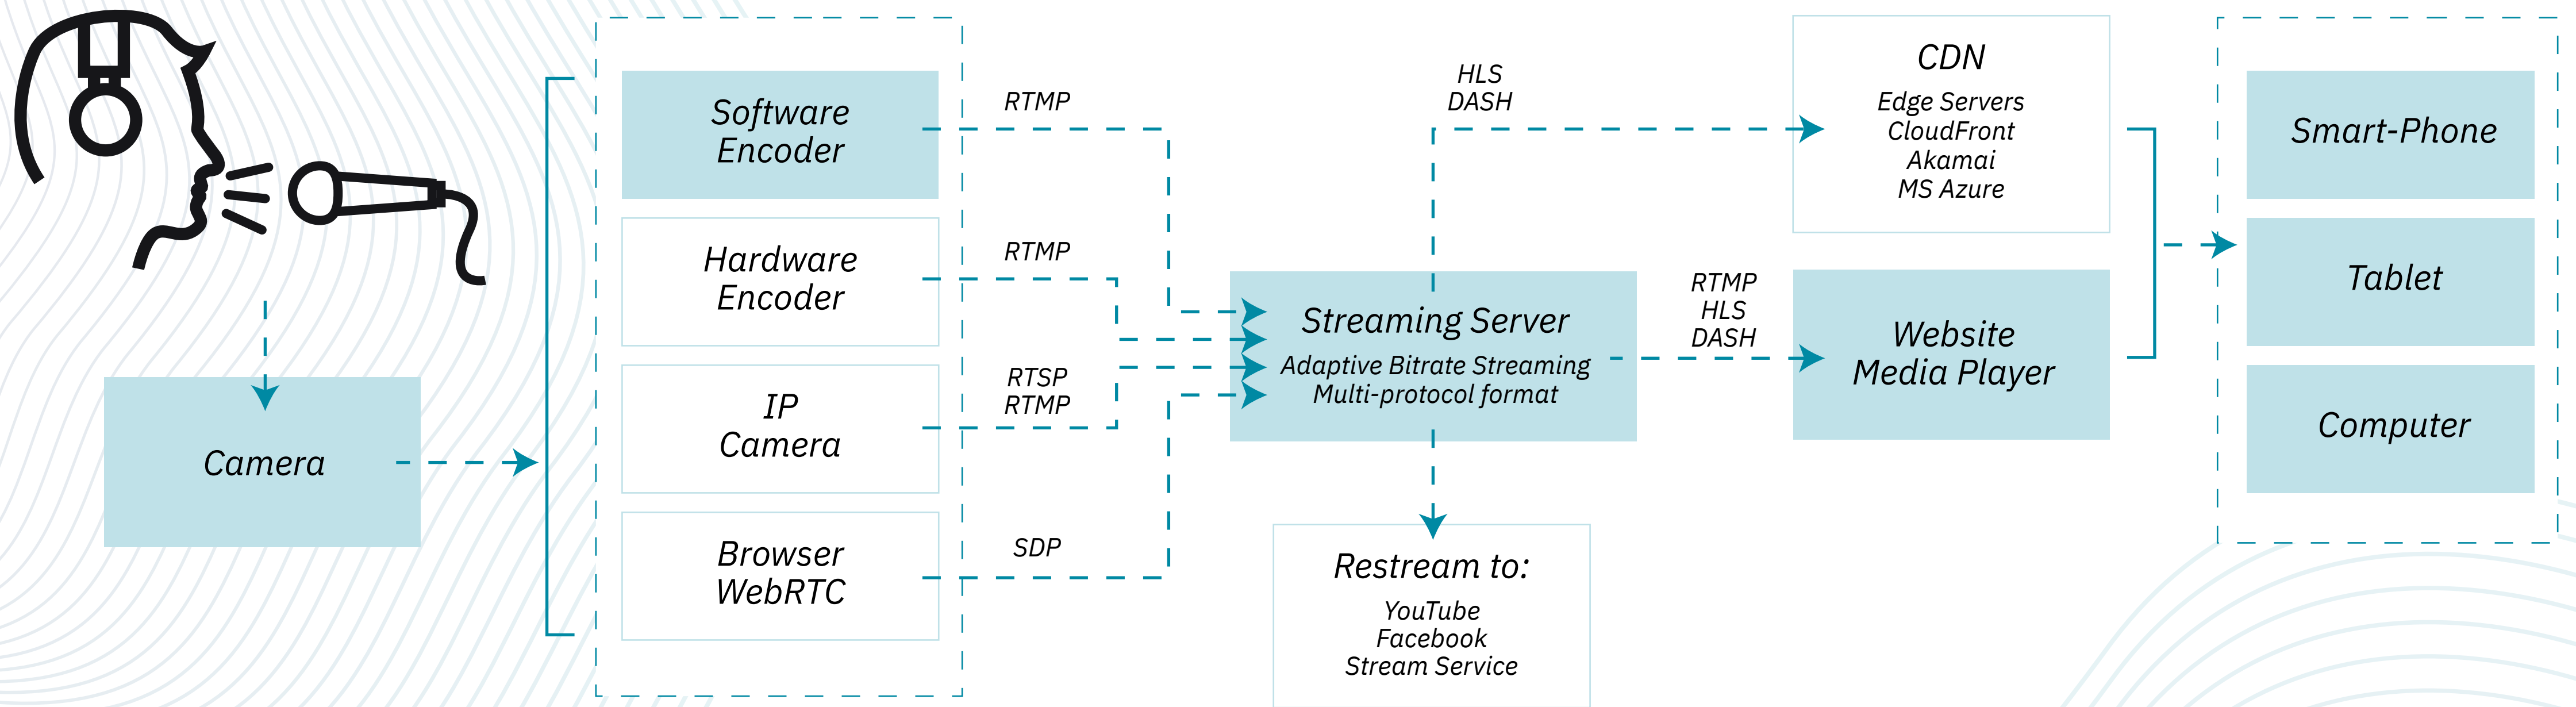 Camera
Software
Encoder
Hardware
Encoder
IP
Camera
Browser
WebRTC
RTMP
RTMP
RTSP
RTMP
SDP
Streaming Server
Adaptive Bitrate Streaming
Multi-protocol format
HLS
DASH
RTMP
HLS
DASH
Restream to:
YouTube
Facebook
Stream Service
CDN
Edge Servers
CloudFront
Akamai
MS Azure
Website
Media Player
Smart-Phone
Tablet
Computer